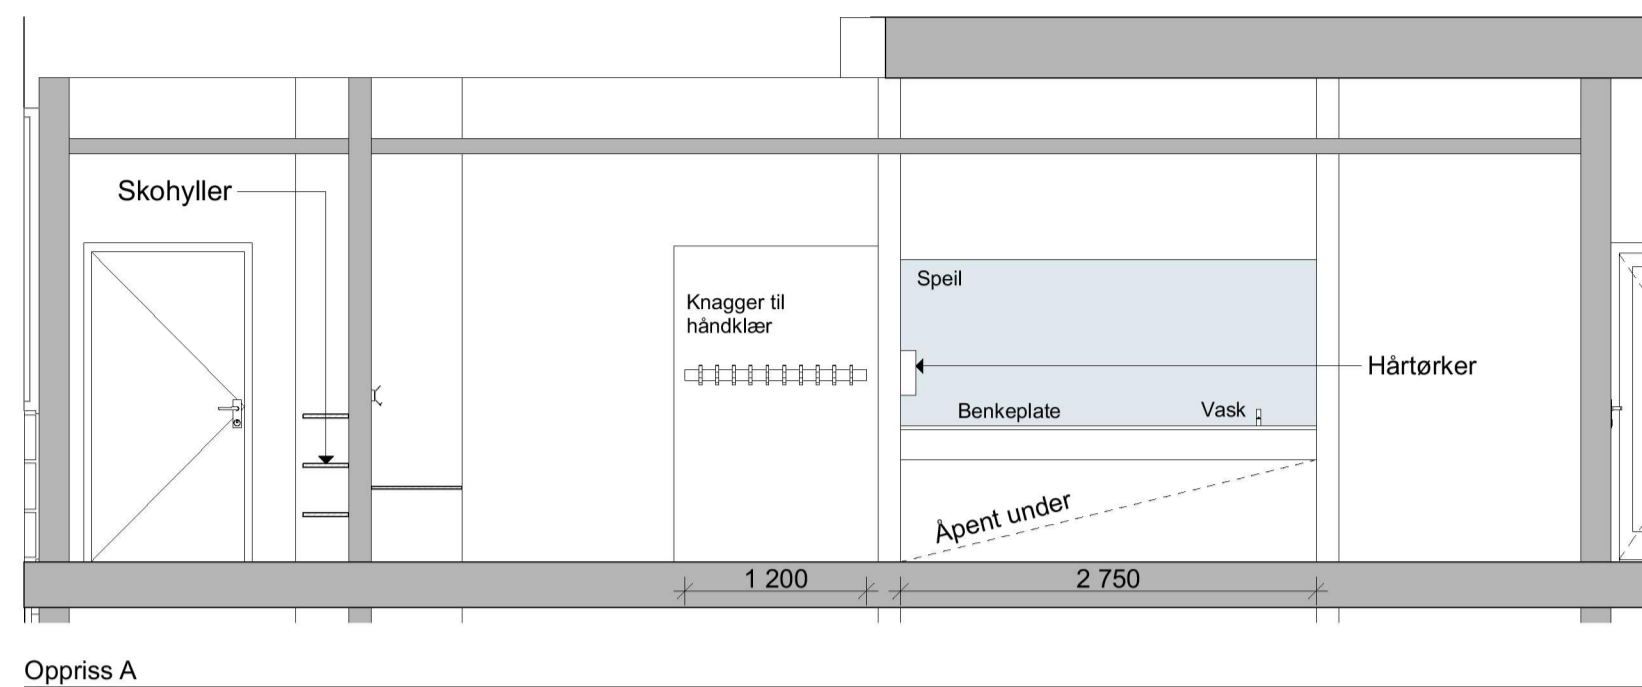 Skohyller
Speil
Knagger til
håndklær
Hårtørker
Benkeplate
Vask
Åpent under
1 200
2 750
Oppriss A